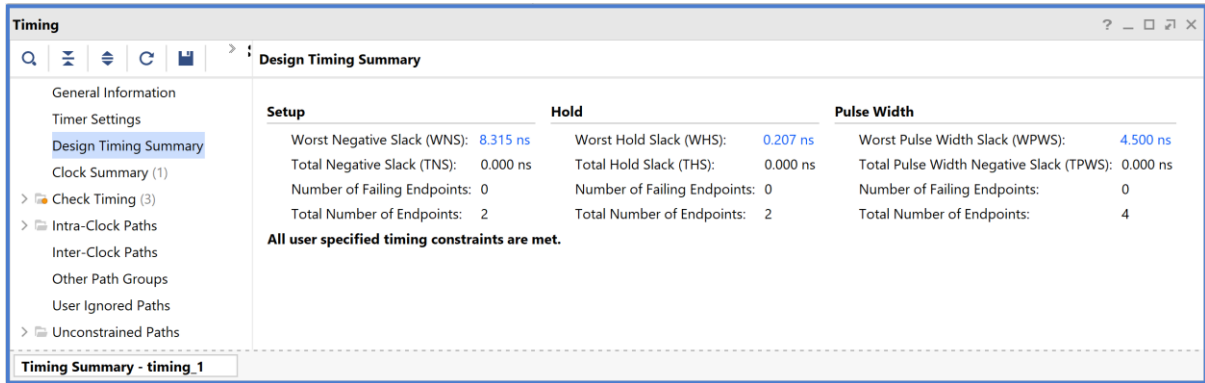 Timing
Design Timing Summary
General Information
Timer Settings
Design Timing Summary
Clock Summary (1)
Check Timing (3)
Intra-Clock Paths
Inter-Clock Paths
Other Path Groups
User Ignored Paths
Unconstrained Paths
Setup
Worst Negative Slack (WNS): 8.315 ns
Total Negative Slack (TNS): 0.000 ns
Number of Failing Endpoints: 0
Total Number of Endpoints: 2
Hold
Worst Hold Slack (WHS): 0.207 ns
Total Hold Slack (THS): 0.000 ns
Number of Failing Endpoints: 0
Total Number of Endpoints: 2
Pulse Width
Worst Pulse Width Slack (WPWS): 4.500 ns
Total Pulse Width Negative Slack (TPWS): 0.000 ns
Number of Failing Endpoints: 0
Total Number of Endpoints: 4
All user specified timing constraints are met.
Timing Summary - timing_1